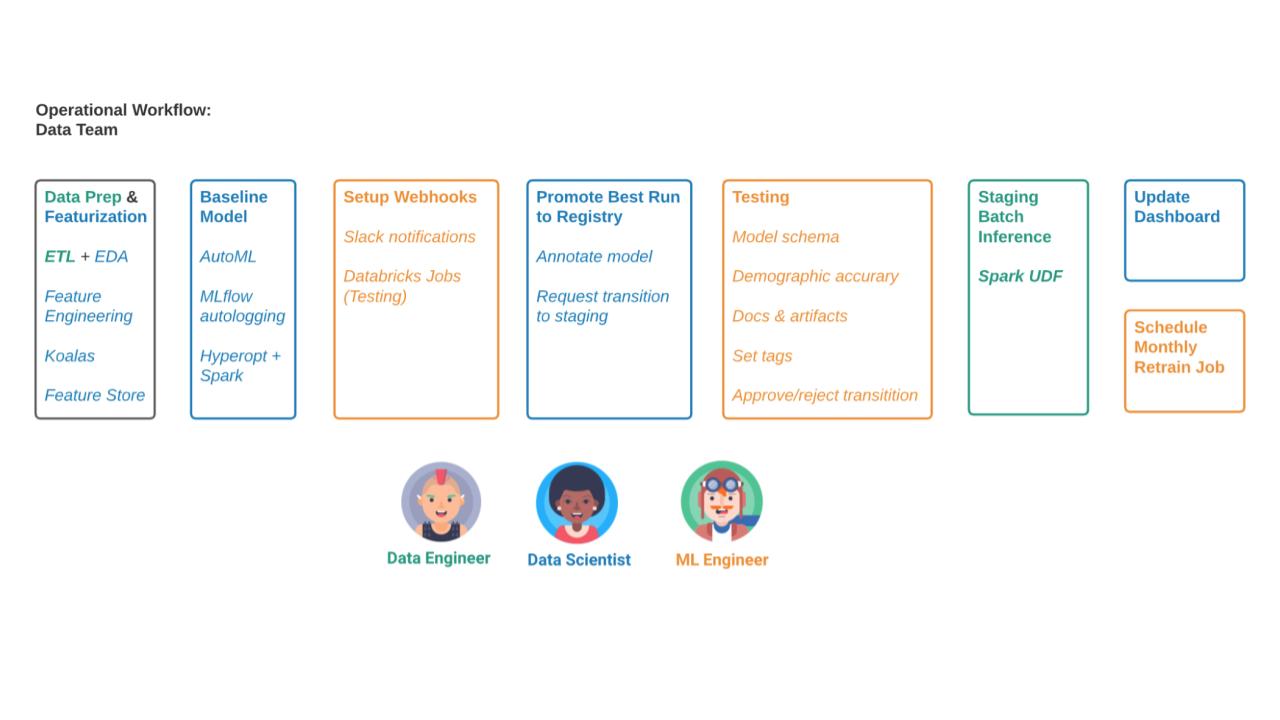 Operational Workflow:
Data Team
Data Prep &
Featurization
ETL + EDA
Feature
Engineering
Koalas
Feature Store
Baseline
Model
AutoML
MLflow
autologging
Hyperopt +
Spark
Setup Webhooks
Slack notifications
Databricks Jobs
(Testing)
Promote Best Run
to Registry
Annotate model
Request transition
to staging
Testing
Model schema
Demographic accurary
Docs & artifacts
Set tags
Approve/reject transitition
Staging
Batch
Inference
Spark UDF
Update
Dashboard
Schedule
Monthly
Retrain Job
Data Engineer
Data Scientist
ML Engineer